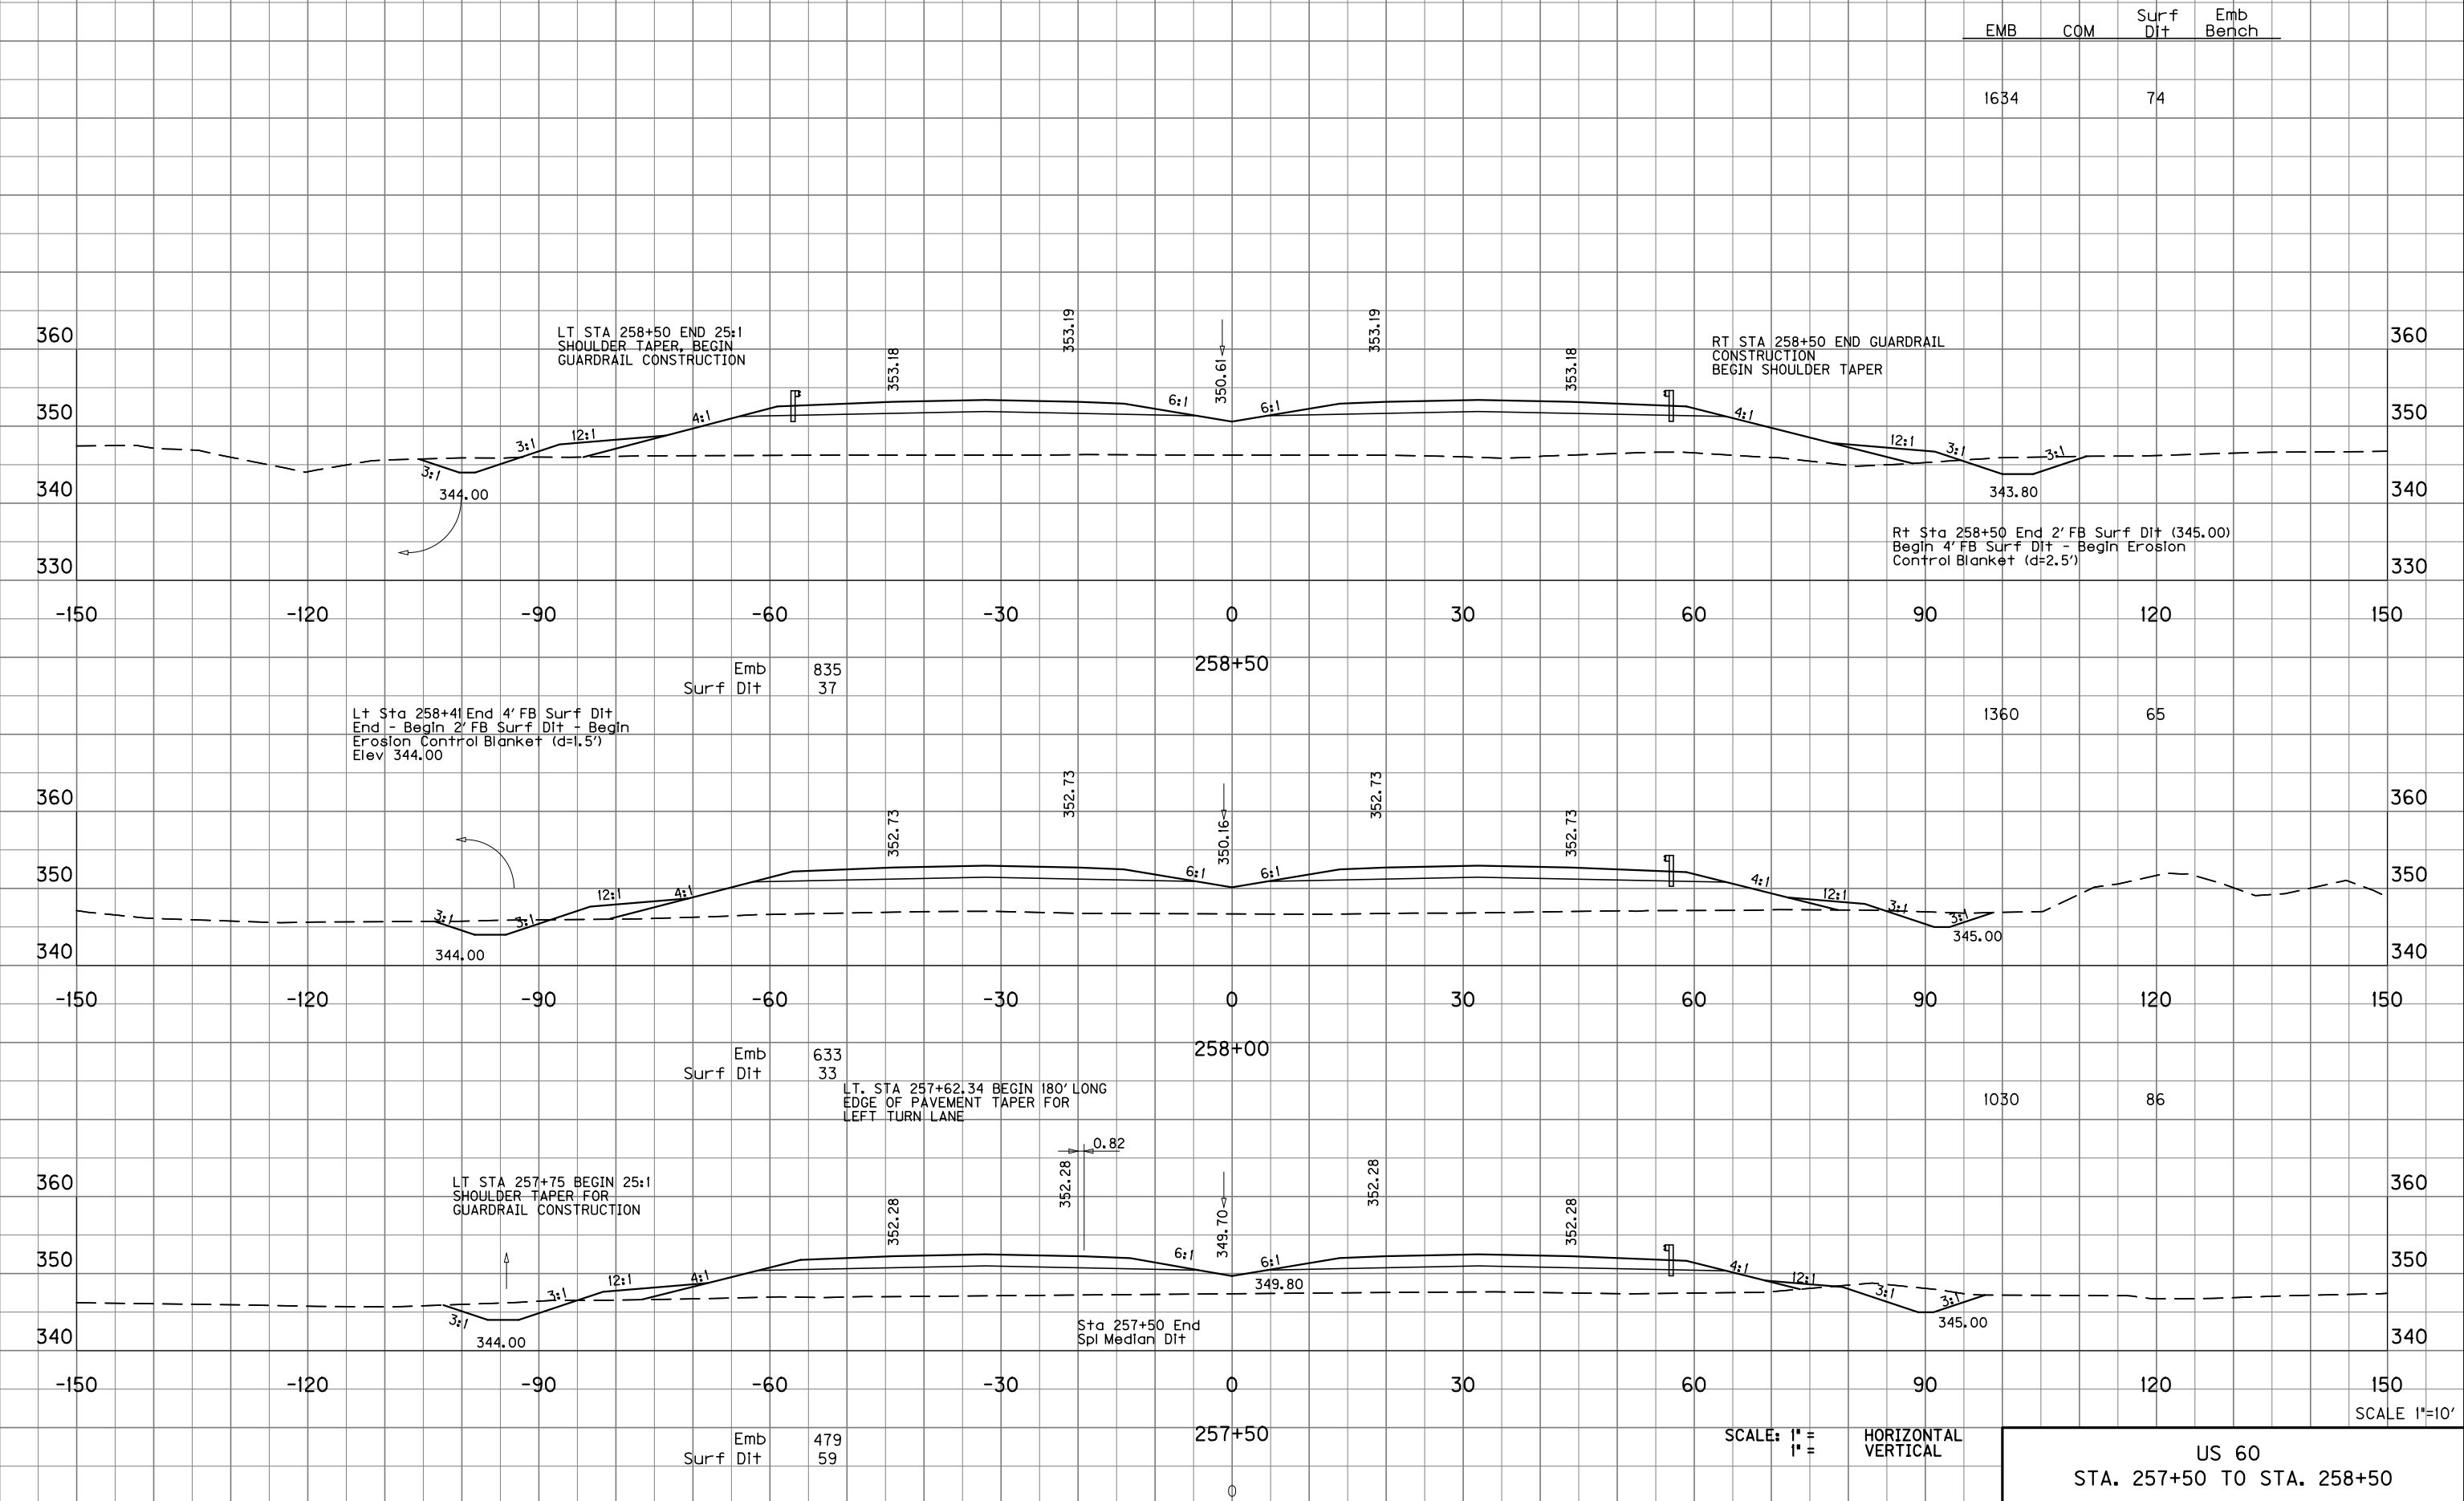 Surf Emb
EMB COM Dit Bench
1634 74
353.19 353.19
LT STA 258+50 END 25:1
SHOULDER TAPER, BEGIN
GUARDRAIL CONSTRUCTION
353.18 350.61 353.18
RT STA 258+50 END GUARDRAIL
CONSTRUCTION
BEGIN SHOULDER TAPER
360 360
350 350
340 340
330 330
3:1 3:1 12:1 4:1 6:1 6:1 4:1 12:1 3:1 3:1
344.00 343.80
Rt Sta 258+50 End 2' FB Surf Dit (345.00)
Begin 4' FB Surf Dit - Begin Erosion
Control Blanket (d=2.5')
-150 -120 -90 -60 -30 0 30 60 90 120 150
258+50
Emb 835
Surf Dit 37
Lt Sta 258+41 End 4' FB Surf Dit
End - Begin 2' FB Surf Dit - Begin
Erosion Control Blanket (d=1.5')
Elev 344.00
1360 65
352.73 352.73
352.73 350.16 352.73
360 360
350 350
340 340
3:1 3:1 12:1 4:1 6:1 6:1 4:1 12:1 3:1 3:1
344.00 345.00
-150 -120 -90 -60 -30 0 30 60 90 120 150
258+00
Emb 633
Surf Dit 33
LT. STA 257+62.34 BEGIN 180' LONG
EDGE OF PAVEMENT TAPER FOR
LEFT TURN LANE
1030 86
0.82
352.28 352.28
LT STA 257+75 BEGIN 25:1
SHOULDER TAPER FOR
GUARDRAIL CONSTRUCTION
352.28 349.70 352.28
360 360
350 350
340 340
3:1 3:1 12:1 4:1 6:1 6:1 4:1 12:1 3:1 3:1
349.80
344.00 345.00
Sta 257+50 End
Spl Median Dit
-150 -120 -90 -60 -30 0 30 60 90 120 150
SCALE 1"=10'
257+50
Emb 479
Surf Dit 59
SCALE: 1" = HORIZONTAL
1" = VERTICAL
US 60
STA. 257+50 TO STA. 258+50
0